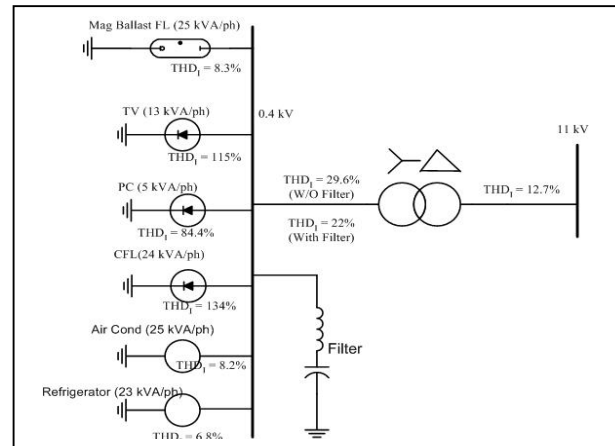 Mag Ballast FL (25 kVA/ph)
THD_I = 8.3%
TV (13 kVA/ph)
THD_I = 115%
PC (5 kVA/ph)
THD_I = 84.4%
CFL(24 kVA/ph)
THD_I = 134%
Air Cond (25 kVA/ph)
THD_I = 8.2%
Refrigerator (23 kVA/ph)
THD_I = 6.8%
0.4 kV
THD_I = 29.6%
(W/O Filter)
THD_I = 22%
(With Filter)
Filter
11 kV
THD_I = 12.7%